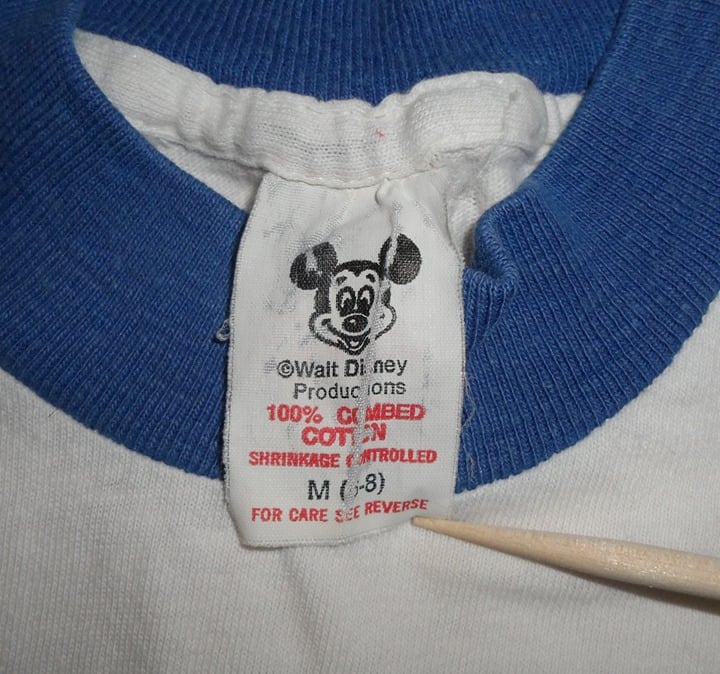 ©Walt Disney
Productions
100% COMBED
COTTON
SHRINKAGE CONTROLLED
M
FOR CARE SEE REVERSE